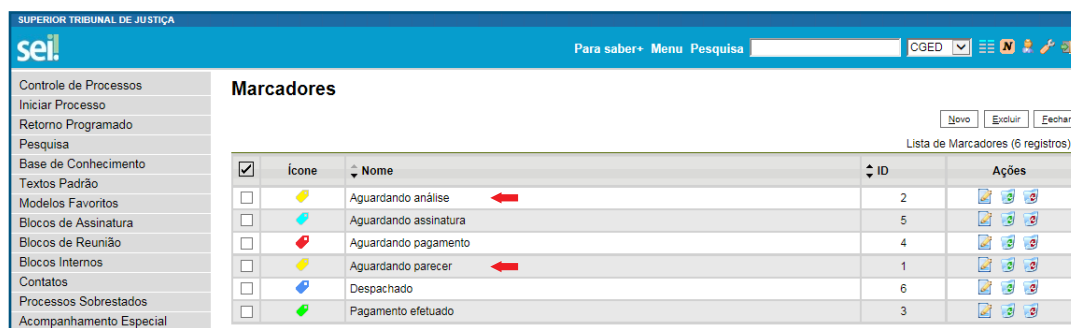 SUPERIOR TRIBUNAL DE JUSTIÇA
sei!
Para saber+ Menu Pesquisa CGED N
Controle de Processos
Iniciar Processo
Retorno Programado
Pesquisa
Base de Conhecimento
Textos Padrão
Modelos Favoritos
Blocos de Assinatura
Blocos de Reunião
Blocos Internos
Contatos
Processos Sobrestados
Acompanhamento Especial
Marcadores
Novo Excluir Fechar
Lista de Marcadores (6 registros)
Ícone Nome ID Ações
Aguardando análise 2
Aguardando assinatura 5
Aguardando pagamento 4
Aguardando parecer 1
Despachado 6
Pagamento efetuado 3